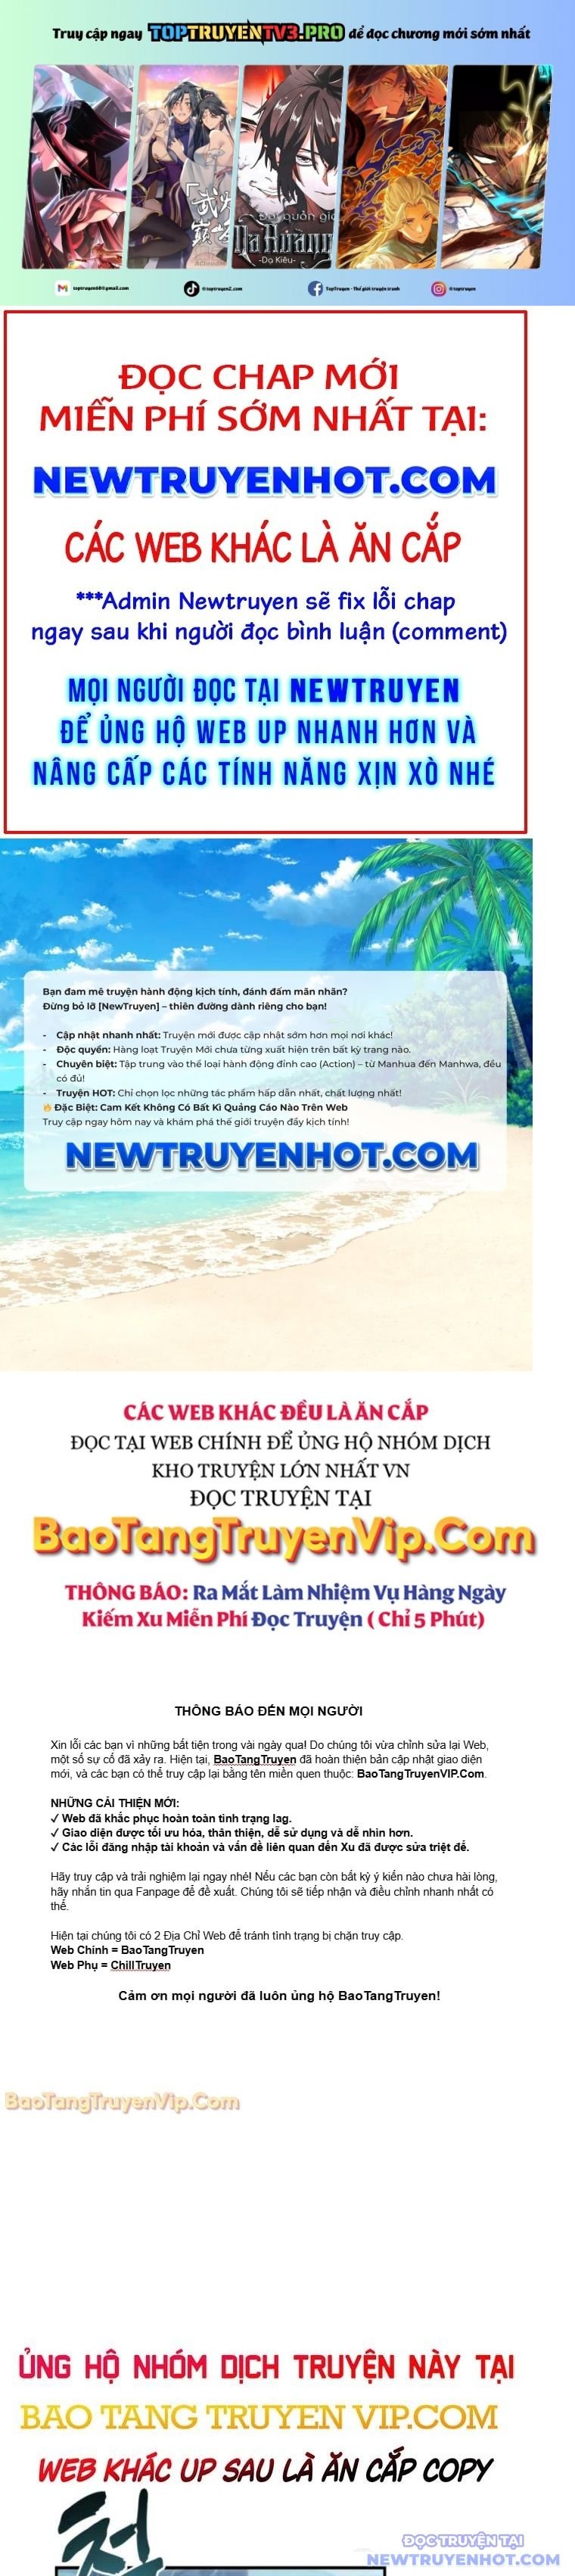 Truy cập ngay TOPTRUYENTV3.PRO để đọc chương mới sớm nhất
Đội quốn gia
Ma Hoàng
-Dạ Kiêu-
toptruyen68@gmail.com
@toptruyen2.com
TopTruyen - Thế giới truyện tranh
@toptruyen
ĐỌC CHAP MỚI
MIỄN PHÍ SỚM NHẤT TẠI:
NEWTRUYENHOT.COM
CÁC WEB KHÁC LÀ ĂN CẮP
***Admin Newtruyen sẽ fix lỗi chap
ngay sau khi người đọc bình luận (comment)
MỌI NGƯỜI ĐỌC TẠI NEWTRUYEN
ĐỂ ỦNG HỘ WEB UP NHANH HƠN VÀ
NÂNG CẤP CÁC TÍNH NĂNG XỊN XÒ NHÉ
Bạn đam mê truyện hành động kịch tính, đánh đấm mãn nhãn?
Đừng bỏ lỡ [NewTruyen] – thiên đường dành riêng cho bạn!
- Cập nhật nhanh nhất: Truyện mới được cập nhật sớm hơn mọi nơi khác!
- Độc quyền: Hàng loạt Truyện Mới chưa từng xuất hiện trên bất kỳ trang nào.
- Chuyên biệt: Tập trung vào thể loại hành động đỉnh cao (Action) – từ Manhua đến Manhwa, đều
có đủ!
- Truyện HOT: Chỉ chọn lọc những tác phẩm hấp dẫn nhất, chất lượng nhất!
🔥 Đặc Biệt: Cam Kết Không Có Bất Kì Quảng Cáo Nào Trên Web
Truy cập ngay hôm nay và khám phá thế giới truyện đầy kịch tính!
NEWTRUYENHOT.COM
CÁC WEB KHÁC ĐỀU LÀ ĂN CẮP
ĐỌC TẠI WEB CHÍNH ĐỂ ỦNG HỘ NHÓM DỊCH
KHO TRUYỆN LỚN NHẤT VN
ĐỌC TRUYỆN TẠI
BaoTangTruyenVip.Com
THÔNG BÁO: Ra Mắt Làm Nhiệm Vụ Hàng Ngày
Kiếm Xu Miễn Phí Đọc Truyện ( Chỉ 5 Phút)
THÔNG BÁO ĐẾN MỌI NGƯỜI
Xin lỗi các bạn vì những bất tiện trong vài ngày qua! Do chúng tôi vừa chỉnh sửa lại Web,
một số sự cố đã xảy ra. Hiện tại, BaoTangTruyen đã hoàn thiện bản cập nhật giao diện
mới, và các bạn có thể truy cập lại bằng tên miền quen thuộc: BaoTangTruyenVIP.Com.
NHỮNG CẢI THIỆN MỚI:
✓ Web đã khắc phục hoàn toàn tình trạng lag.
✓ Giao diện được tối ưu hóa, thân thiện, dễ sử dụng và dễ nhìn hơn.
✓ Các lỗi đăng nhập tài khoản và vấn đề liên quan đến Xu đã được sửa triệt để.
Hãy truy cập và trải nghiệm lại ngay nhé! Nếu các bạn còn bất kỳ ý kiến nào chưa hài lòng,
hãy nhắn tin qua Fanpage để đề xuất. Chúng tôi sẽ tiếp nhận và điều chỉnh nhanh nhất có
thể.
Hiện tại chúng tôi có 2 Địa Chỉ Web để tránh tình trạng bị chặn truy cập.
Web Chính = BaoTangTruyen
Web Phụ = ChillTruyen
Cảm ơn mọi người đã luôn ủng hộ BaoTangTruyen!
BaoTangTruyenVip.Com
ỦNG HỘ NHÓM DỊCH TRUYỆN NÀY TẠI
BAO TANG TRUYEN VIP.COM
WEB KHÁC UP SAU LÀ ĂN CẮP COPY
ĐỌC TRUYỆN TẠI
NEWTRUYENHOT.COM